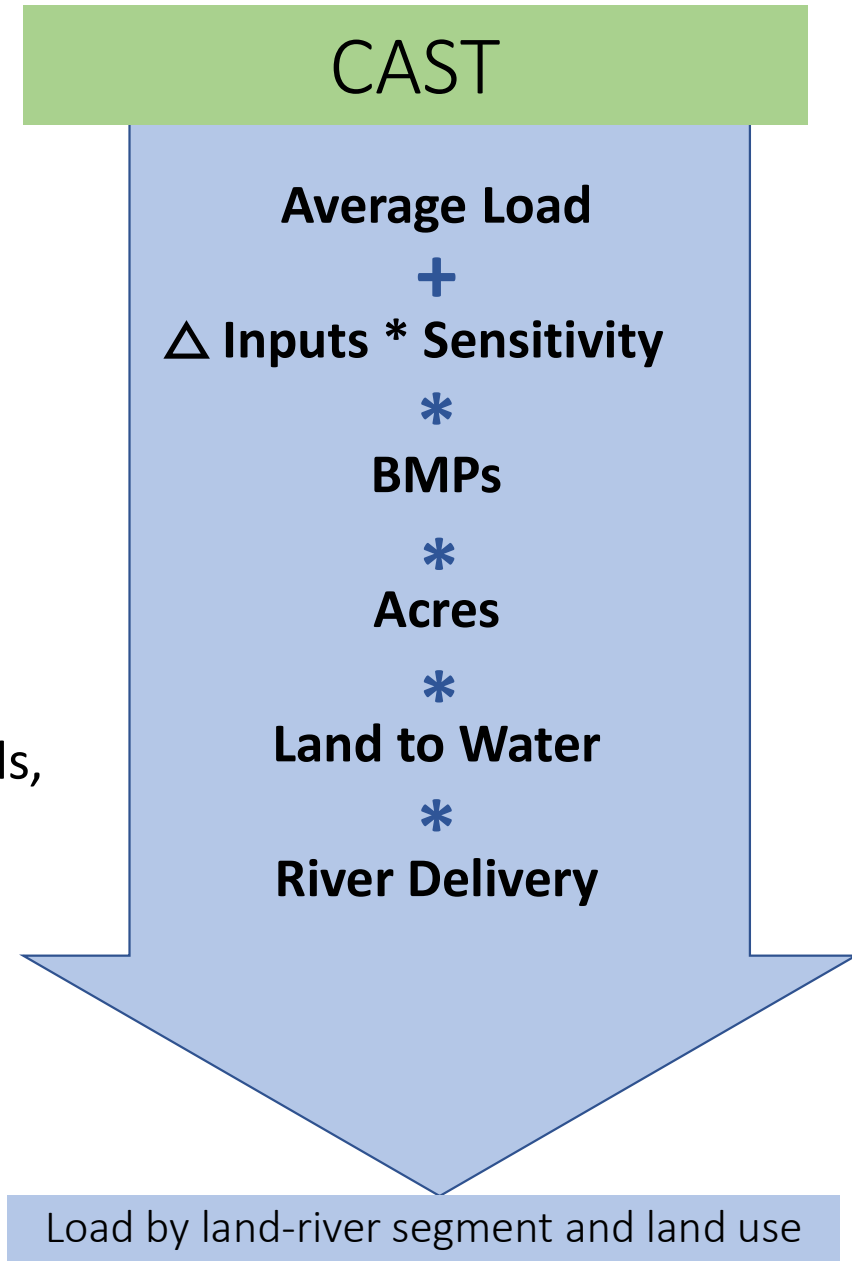 CAST
Average Load
+
△ Inputs * Sensitivity
*
BMPs
*
Acres
*
Land to Water
*
River Delivery
Load by land-river segment and land use